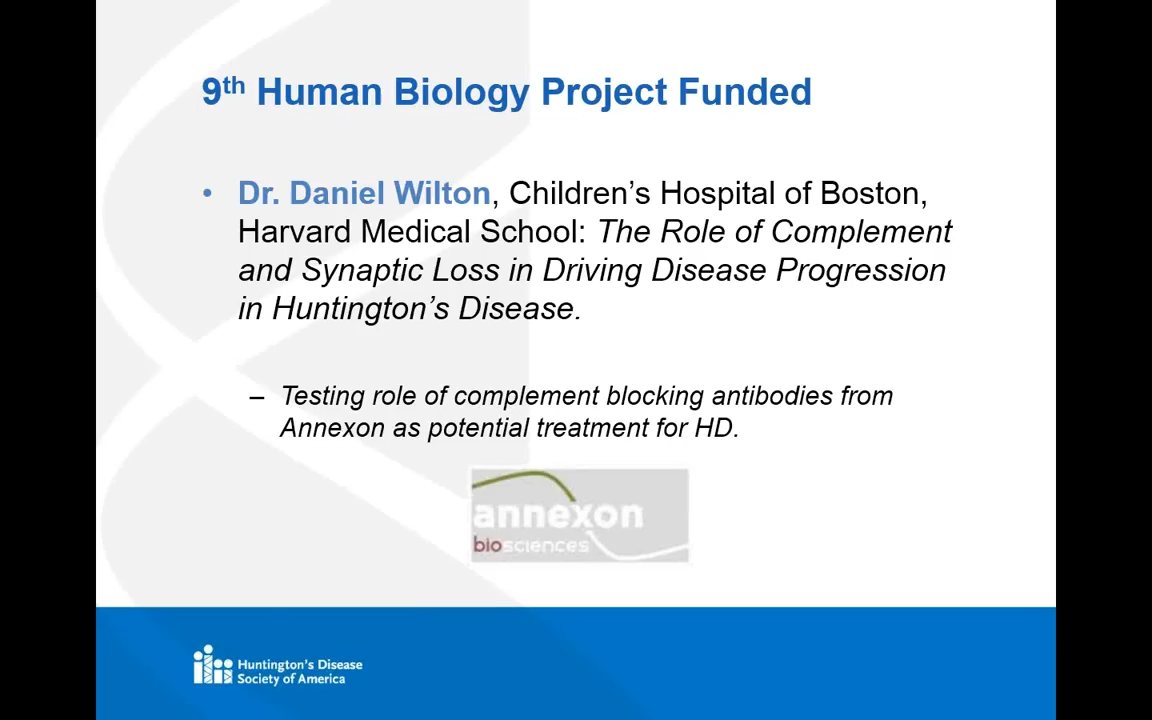 9th Human Biology Project Funded
• Dr. Daniel Wilton, Children’s Hospital of Boston,
Harvard Medical School: The Role of Complement
and Synaptic Loss in Driving Disease Progression
in Huntington’s Disease.
– Testing role of complement blocking antibodies from
Annexon as potential treatment for HD.
annexon
biosciences
Huntington’s Disease
Society of America